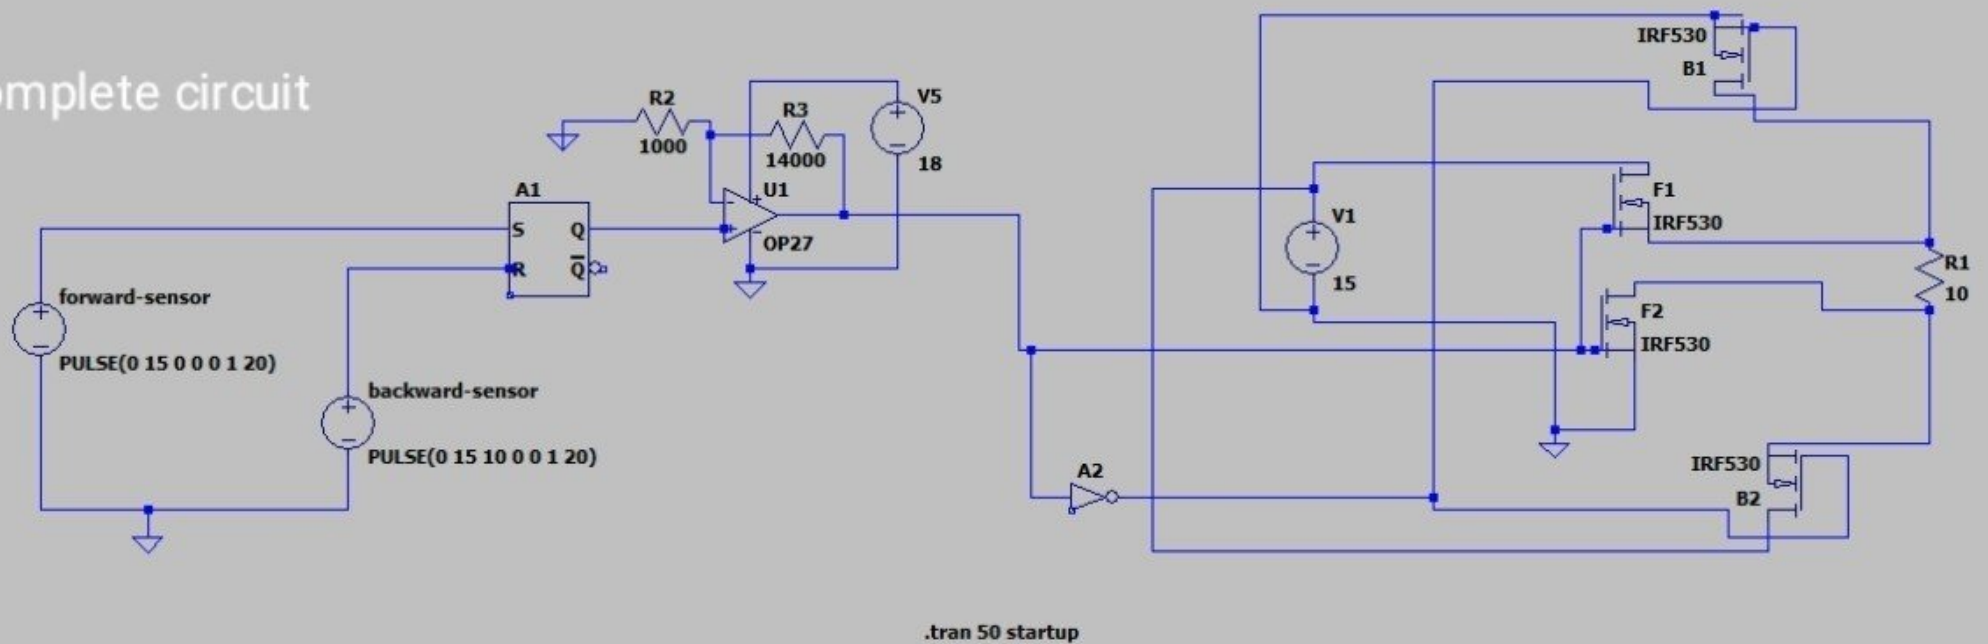 omplete circuit
R2
1000
R3
14000
V5
18
A1
S
Q
R
Q
U1
OP27
forward-sensor
PULSE(0 15 0 0 0 1 20)
backward-sensor
PULSE(0 15 10 0 0 1 20)
A2
V1
15
IRF530
B1
F1
IRF530
F2
IRF530
R1
10
IRF530
B2
.tran 50 startup